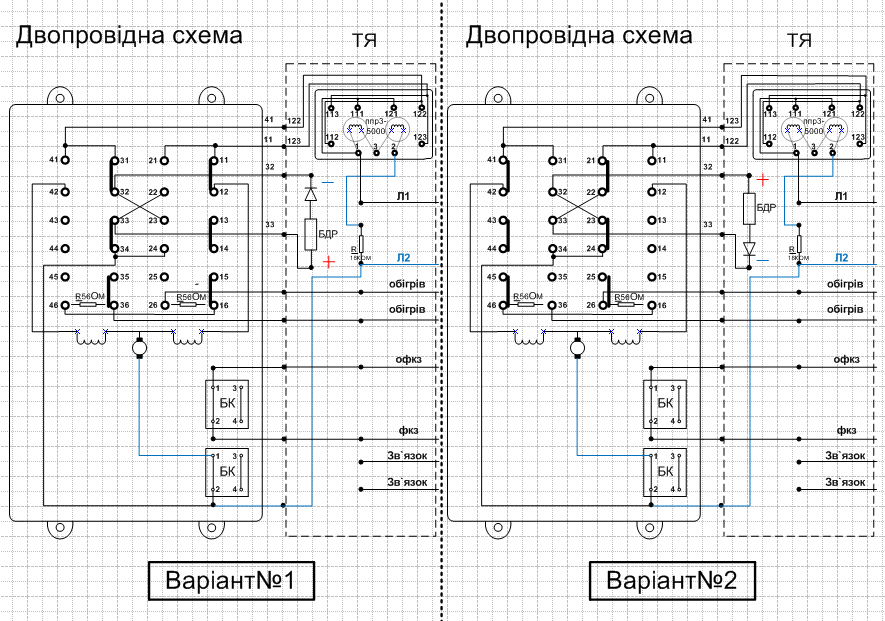 Двопровідна схема
ТЯ
41
122
11
123
32
33
113
111
121
122
112
123
ппр3-
5000
1
3
2
41
31
21
11
42
32
22
12
43
33
23
13
44
34
24
14
45
35
25
15
46
R56Ом
36
26
R56Ом
16
−
БДР
+
R
18КОМ
Л1
Л2
обігрів
обігрів
офкз
фкз
Зв`язок
Зв`язок
1
3
БК
2
4
1
3
БК
2
4
Варіант№1
Двопровідна схема
ТЯ
41
123
11
122
32
33
113
111
121
122
112
123
ппр3-
5000
1
3
2
41
31
21
11
42
32
22
12
43
33
23
13
44
34
24
14
45
35
25
15
46
R56Ом
36
26
R56Ом
16
+
БДР
−
R
18КОМ
Л1
Л2
обігрів
обігрів
офкз
фкз
Зв`язок
Зв`язок
1
3
БК
2
4
1
3
БК
2
4
Варіант№2